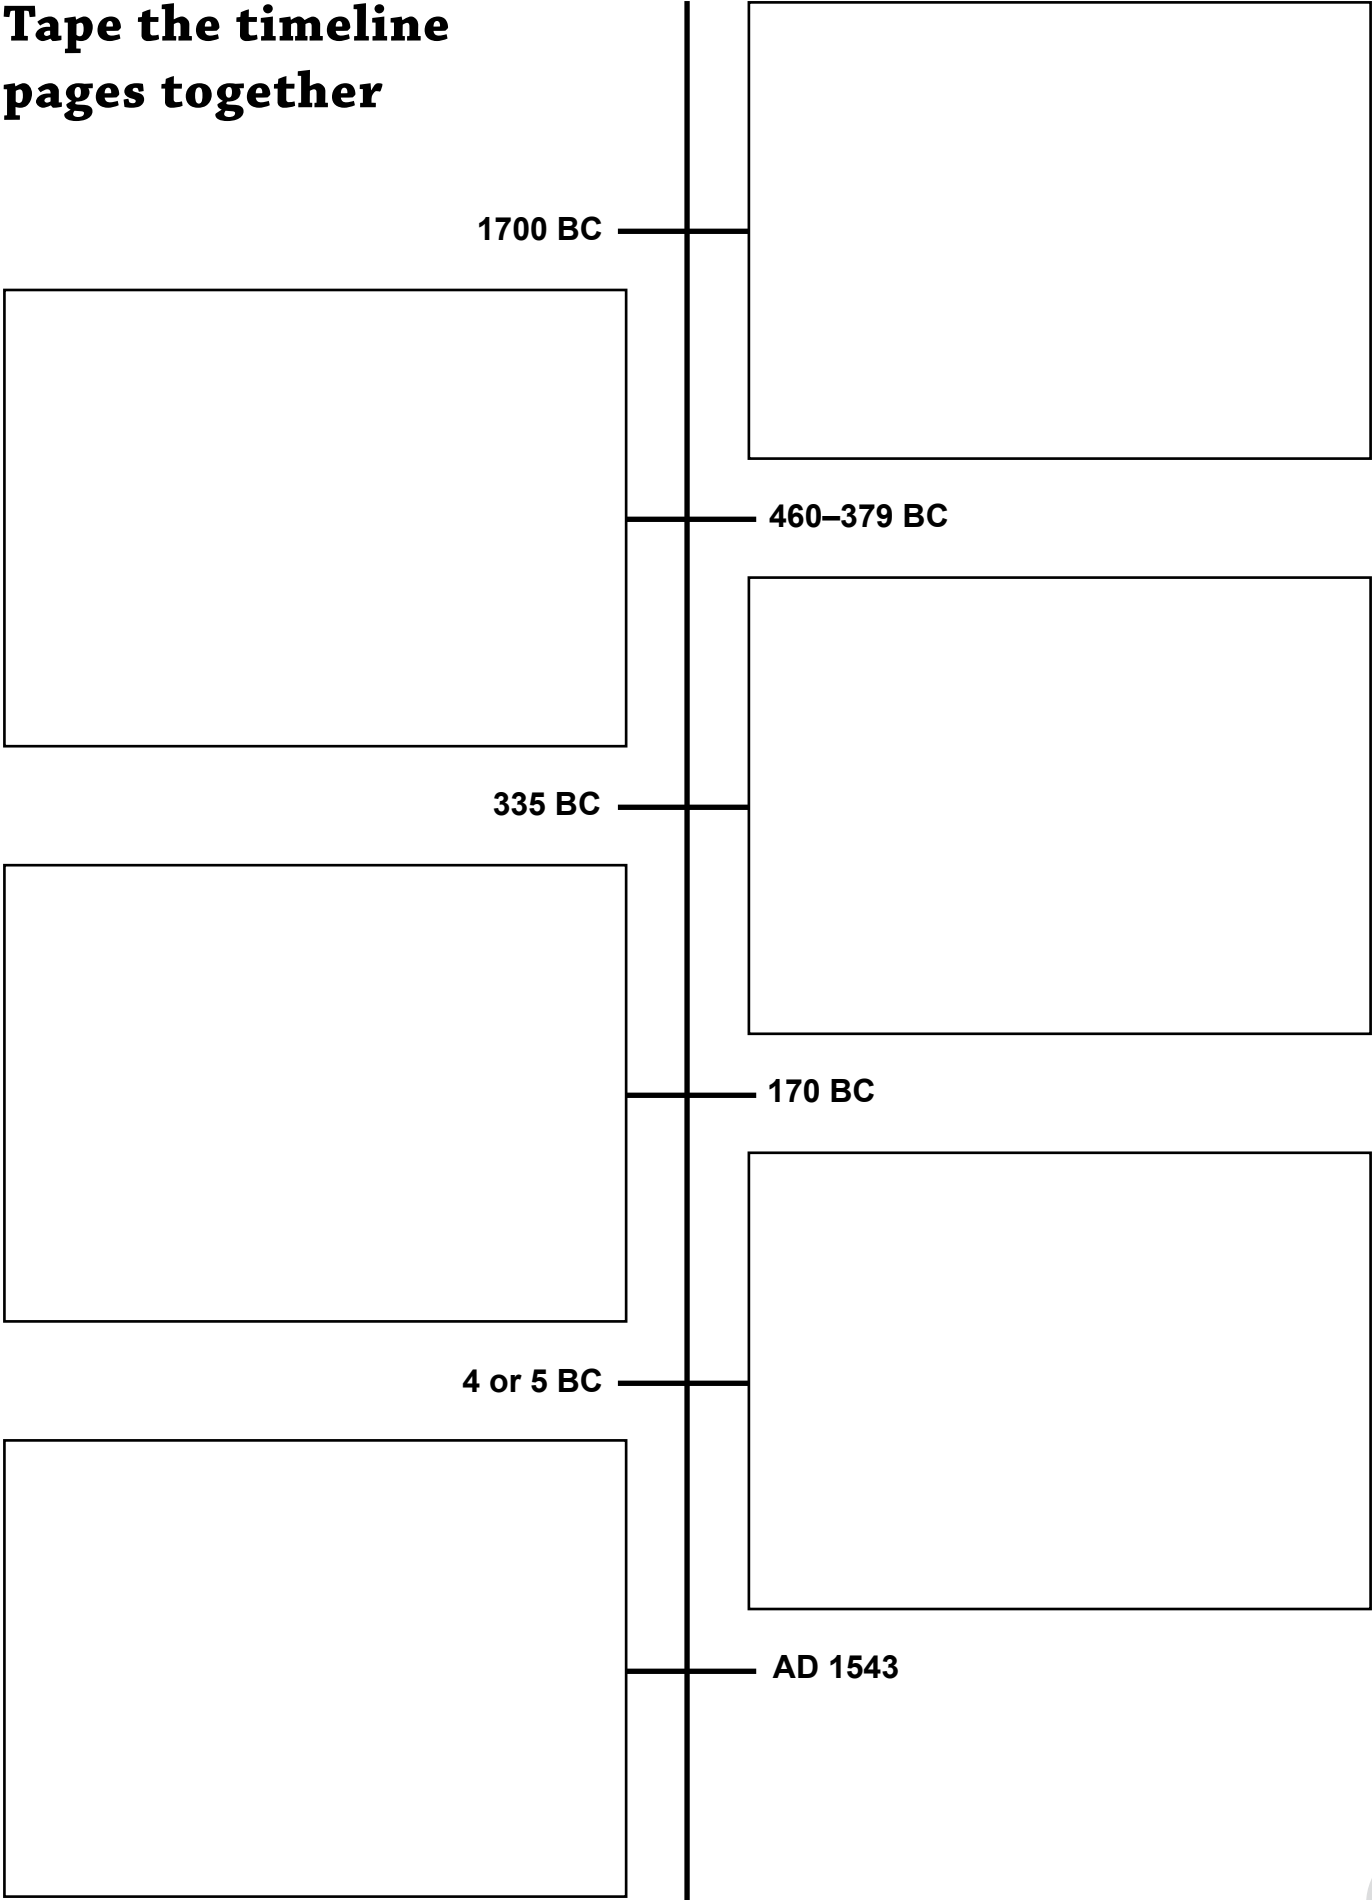 Tape the timeline
pages together
1700 BC
460–379 BC
335 BC
170 BC
4 or 5 BC
AD 1543